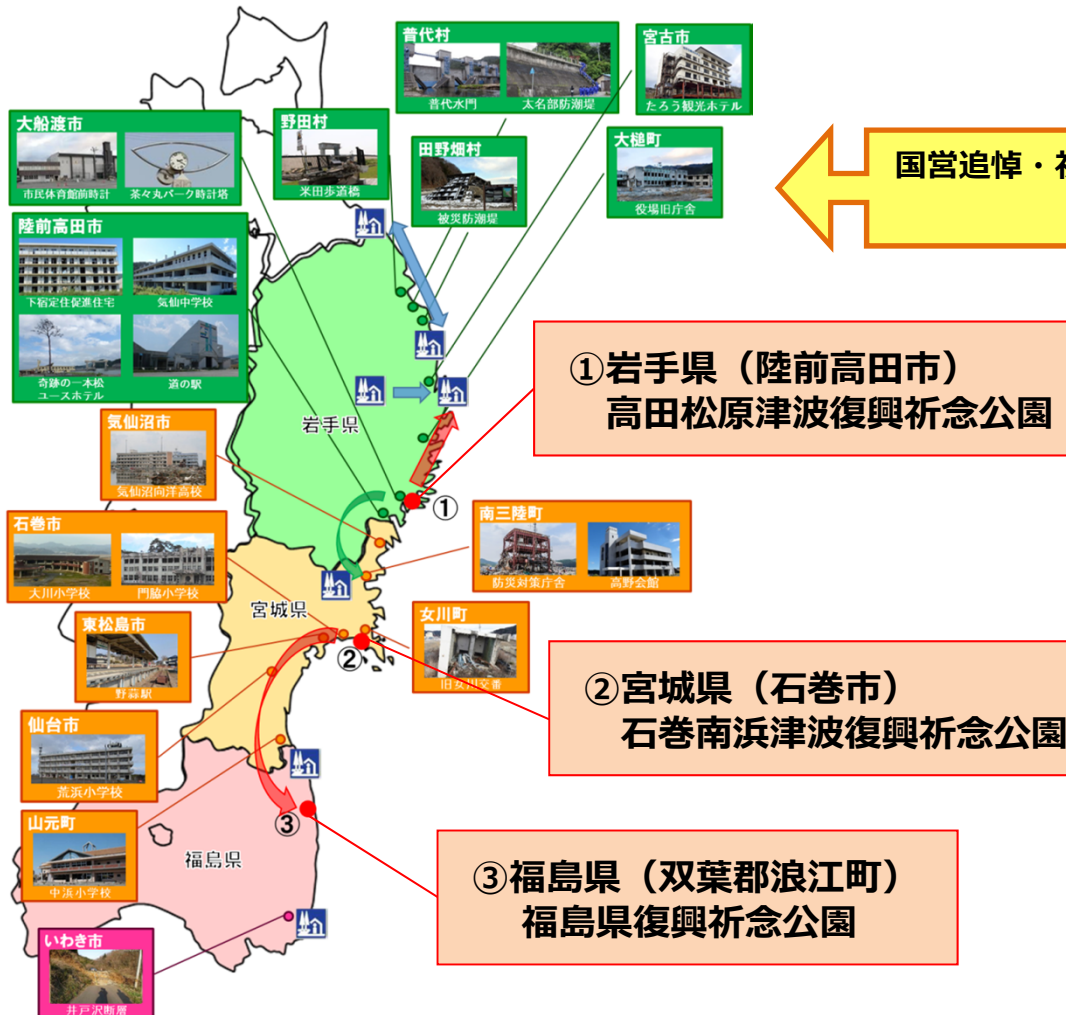 普代村
普代水門
太名部防潮堤
宮古市
たろう観光ホテル
大船渡市
市民体育館前時計
茶々丸パーク時計塔
野田村
米田歩道橋
田野畑村
被災防潮堤
大槌町
役場旧庁舎
国営追悼・
陸前高田市
下宿定住促進住宅
気仙中学校
奇跡の一本松
ユースホテル
道の駅
①岩手県（陸前高田市）
高田松原津波復興祈念公園
気仙沼市
気仙沼向洋高校
岩手県
①
石巻市
大川小学校
門脇小学校
南三陸町
防災対策庁舎
高野会館
宮城県
東松島市
野蒜駅
女川町
旧女川交番
②
②宮城県（石巻市）
石巻南浜津波復興祈念公園
仙台市
荒浜小学校
山元町
中浜小学校
③
福島県
③福島県（双葉郡浪江町）
福島県復興祈念公園
いわき市
井戸沢断層